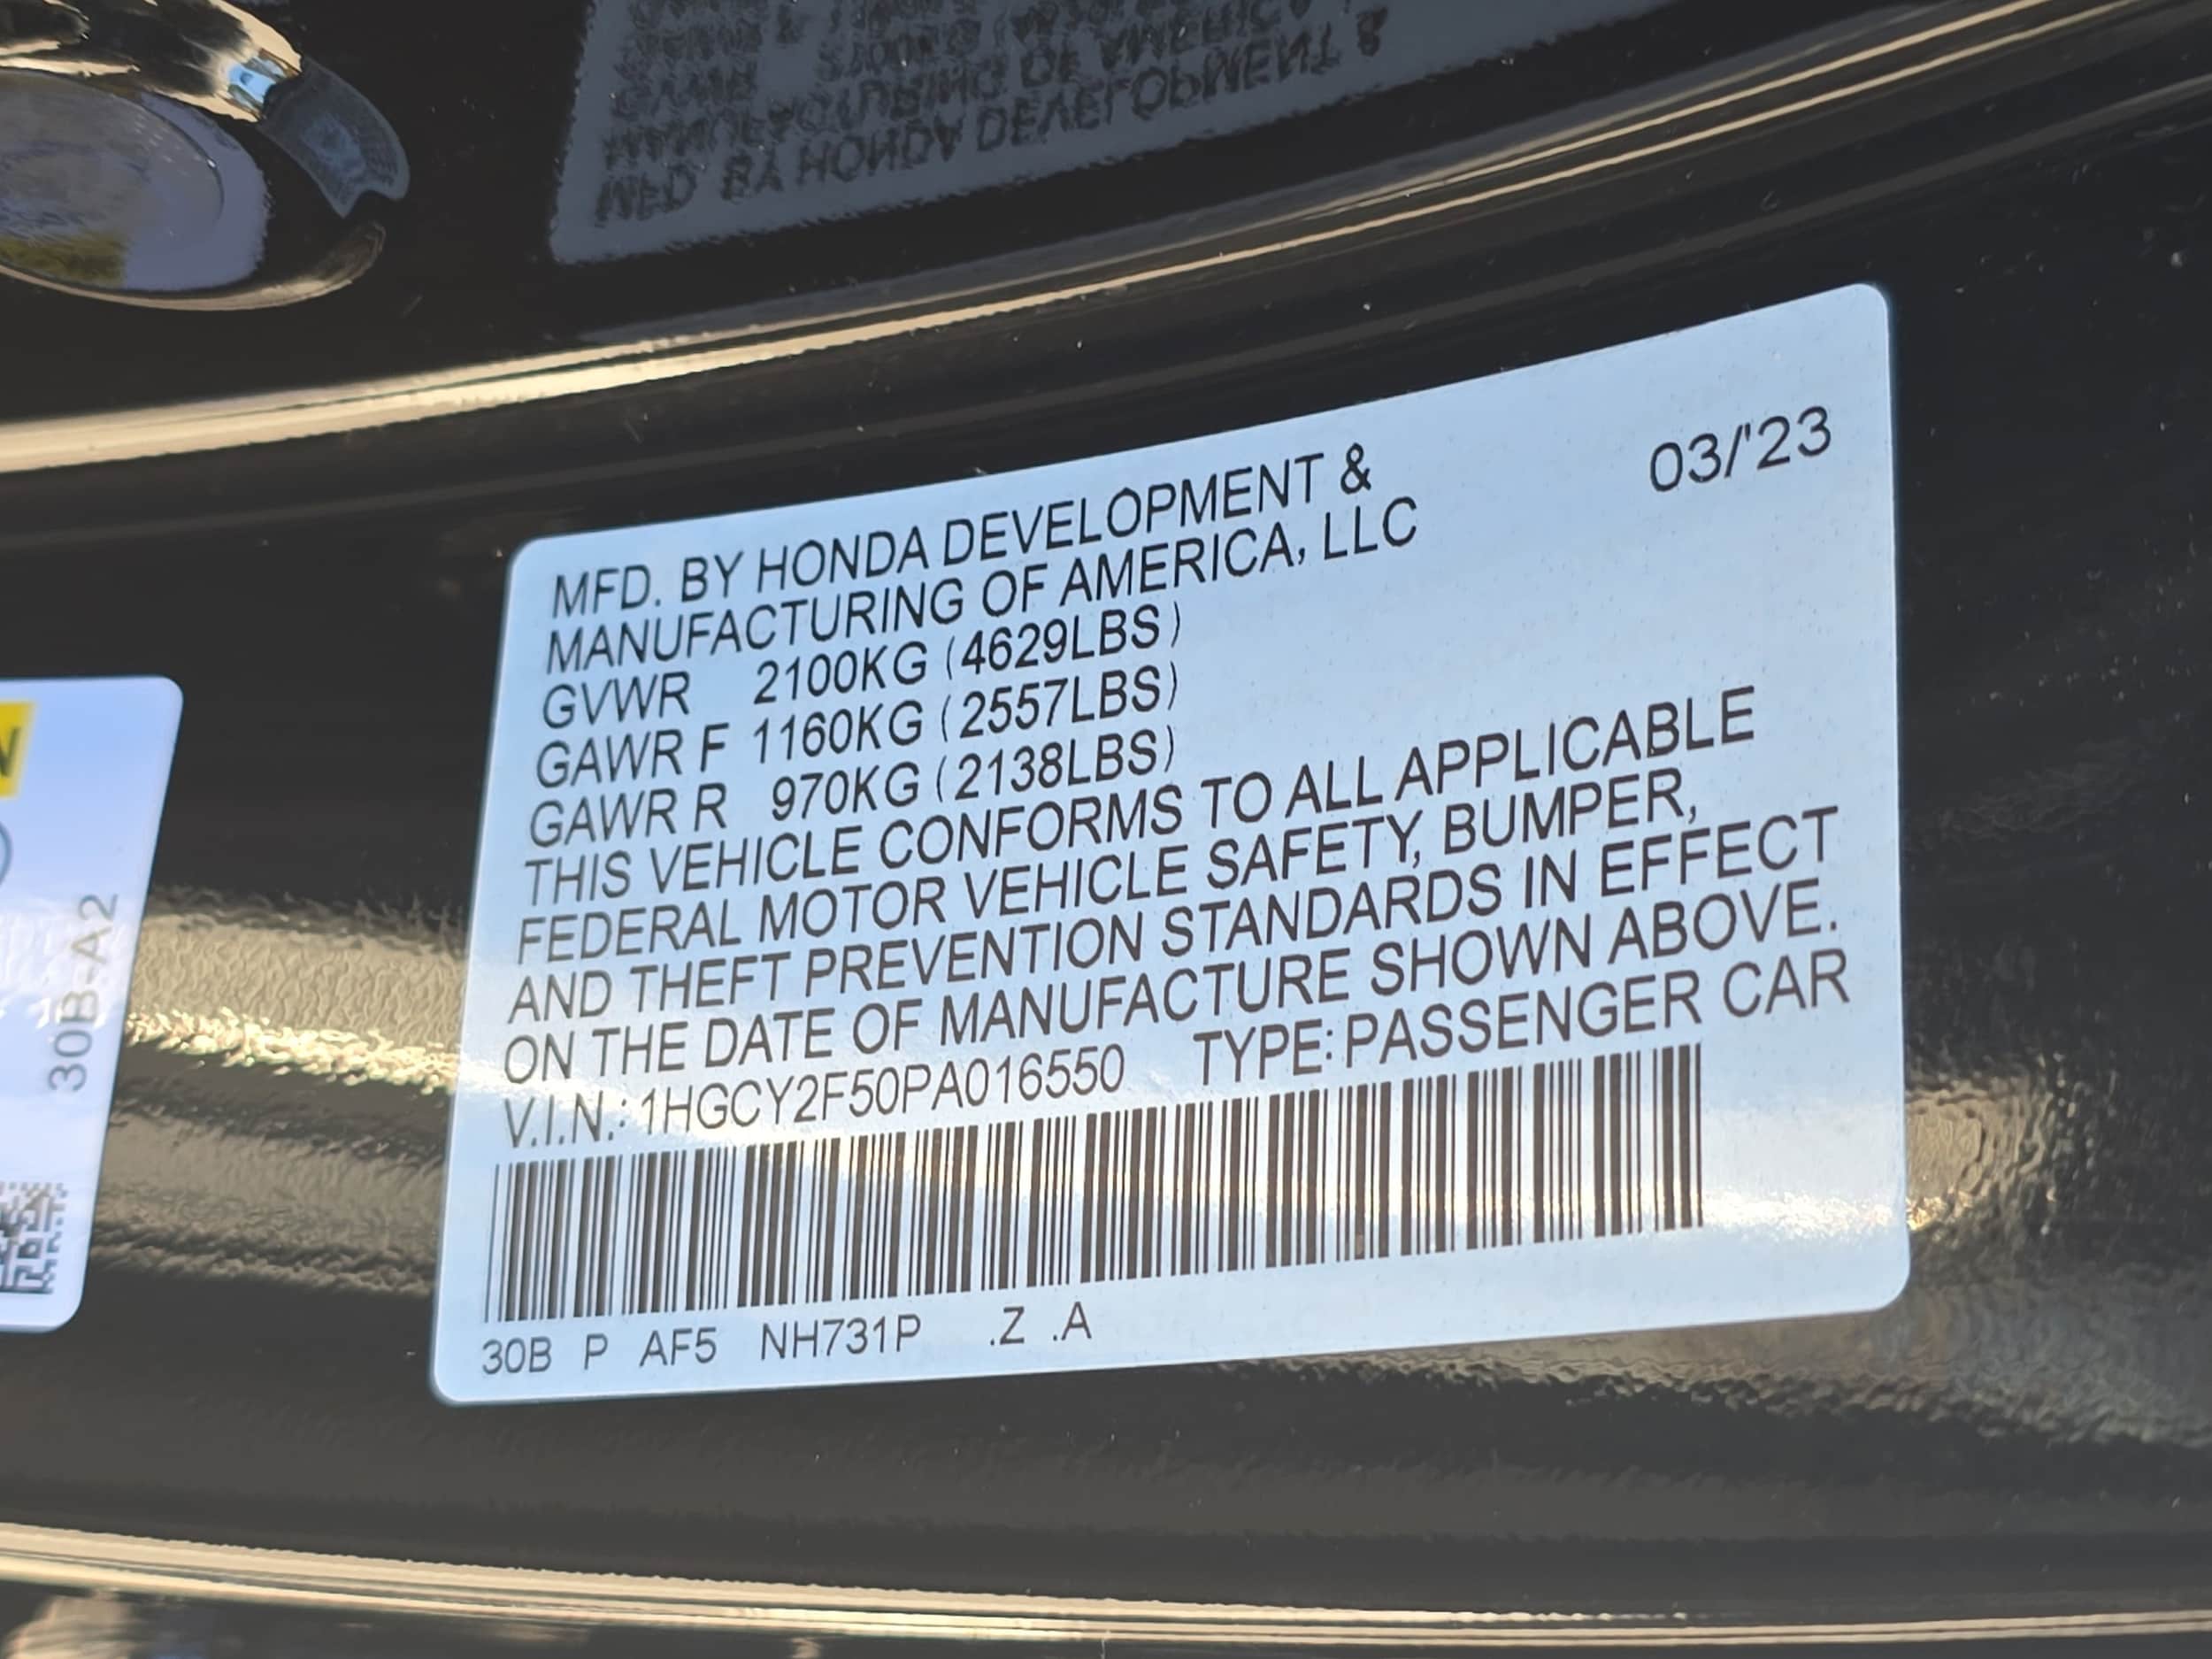 MFD. BY HONDA DEVELOPMENT &
MANUFACTURING OF AMERICA, LLC
03/'23
GVWR 2100KG (4629LBS)
GAWR F 1160KG (2557LBS)
GAWR R 970KG (2138LBS)
THIS VEHICLE CONFORMS TO ALL APPLICABLE
FEDERAL MOTOR VEHICLE SAFETY, BUMPER,
AND THEFT PREVENTION STANDARDS IN EFFECT
ON THE DATE OF MANUFACTURE SHOWN ABOVE.
V.I.N.: 1HGCY2F50PA016550 TYPE: PASSENGER CAR
30B P AF5 NH731P .Z .A
30B-A2